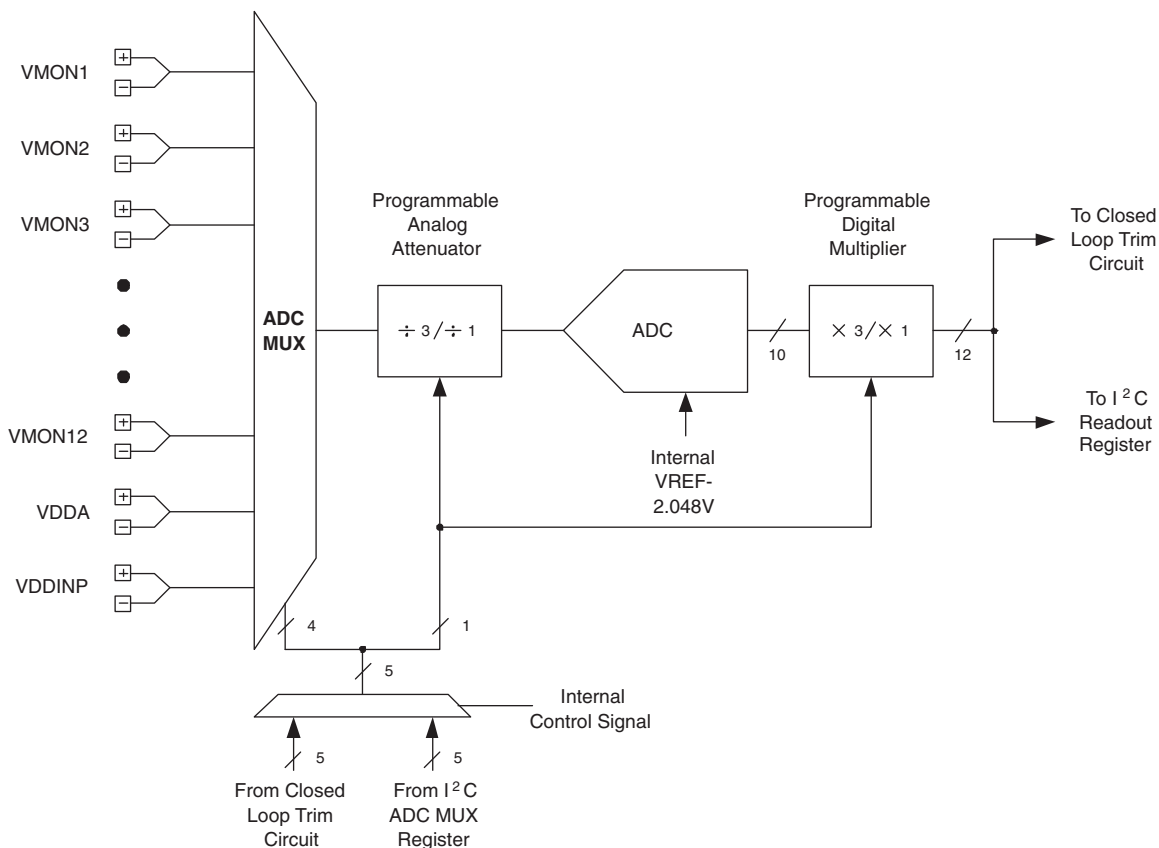 VMON1
+
−
VMON2
+
−
VMON3
+
−
VMON12
+
−
VDDA
+
−
VDDINP
+
−
ADC
MUX
Programmable
Analog
Attenuator
÷ 3/÷ 1
ADC
10
Programmable
Digital
Multiplier
× 3/× 1
12
To Closed
Loop Trim
Circuit
To I²C
Readout
Register
Internal
VREF-
2.048V
4
1
5
Internal
Control Signal
5
5
From Closed
Loop Trim
Circuit
From I²C
ADC MUX
Register